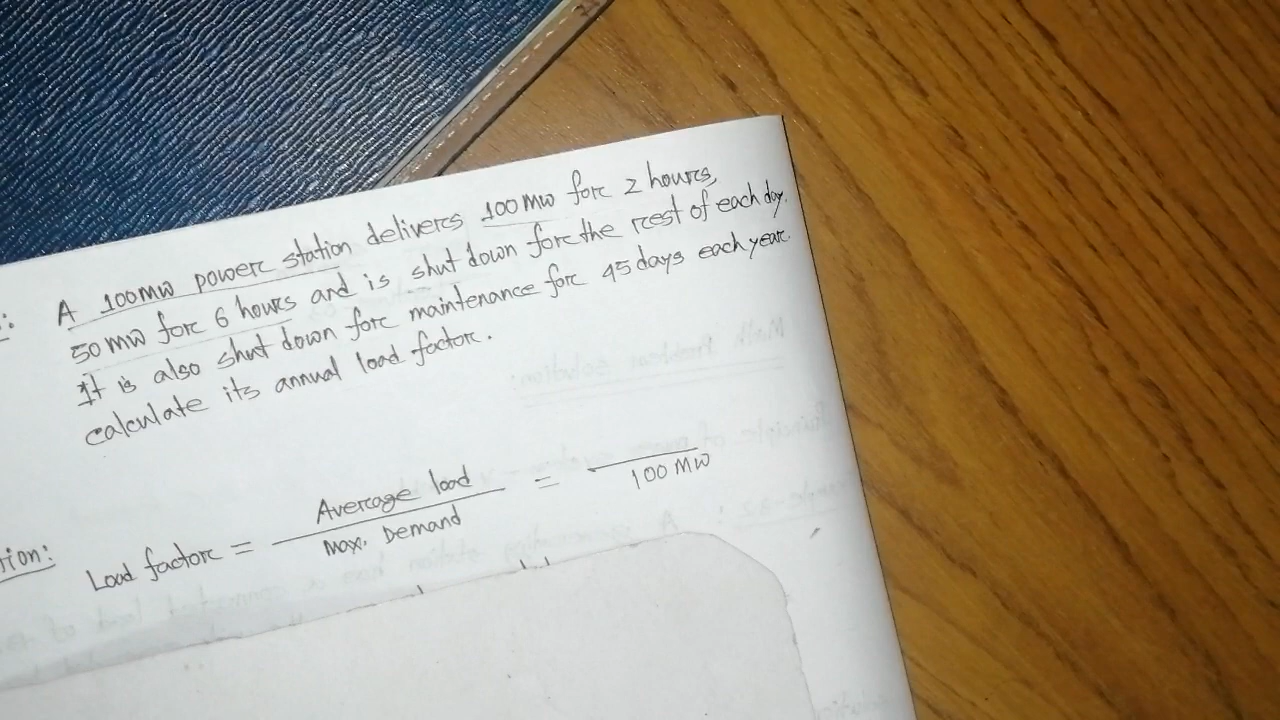 A 100MW power station delivers 100MW for 2 hours,
50 MW for 6 hours and is shut down for the rest of each day.
It is also shut down for maintenance for 45 days each year.
calculate its annual load factor.
Load factor = Average load / Max. Demand = / 100 MW